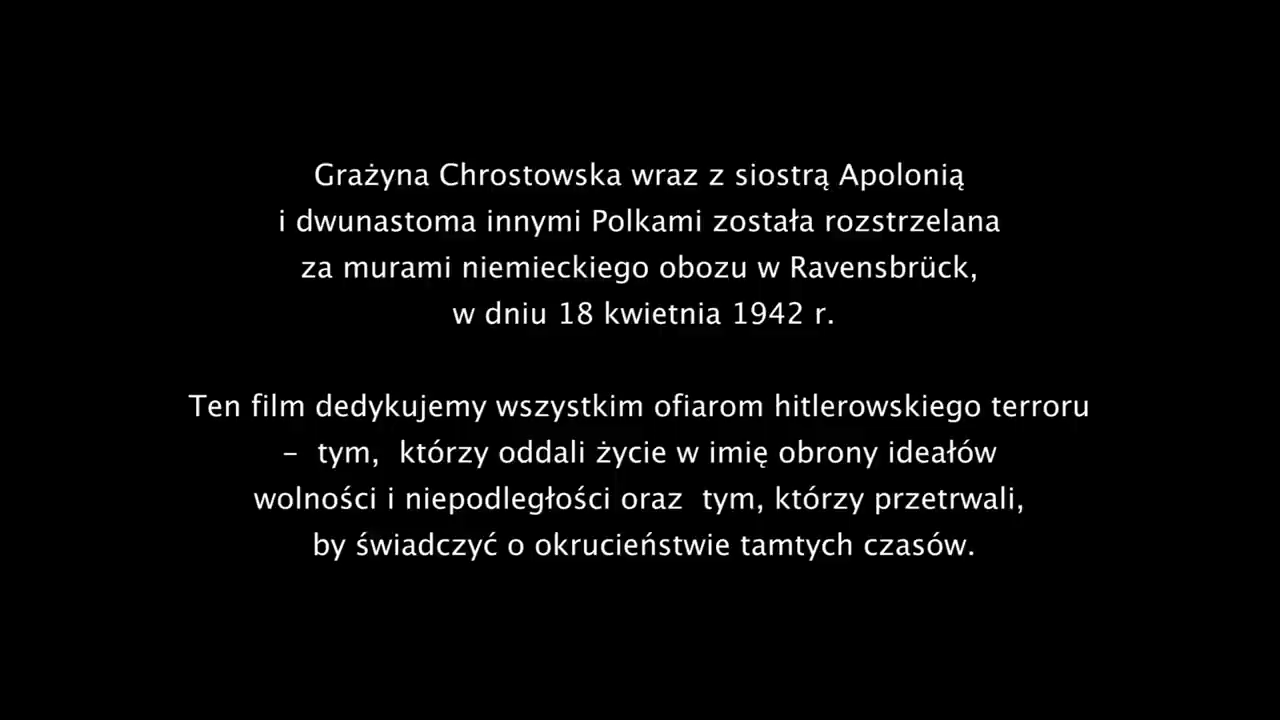 Grażyna Chrostowska wraz z siostrą Apolonią
i dwunastoma innymi Polkami została rozstrzelana
za murami niemieckiego obozu w Ravensbrück,
w dniu 18 kwietnia 1942 r.
Ten film dedykujemy wszystkim ofiarom hitlerowskiego terroru
– tym, którzy oddali życie w imię obrony ideałów
wolności i niepodległości oraz tym, którzy przetrwali,
by świadczyć o okrucieństwie tamtych czasów.